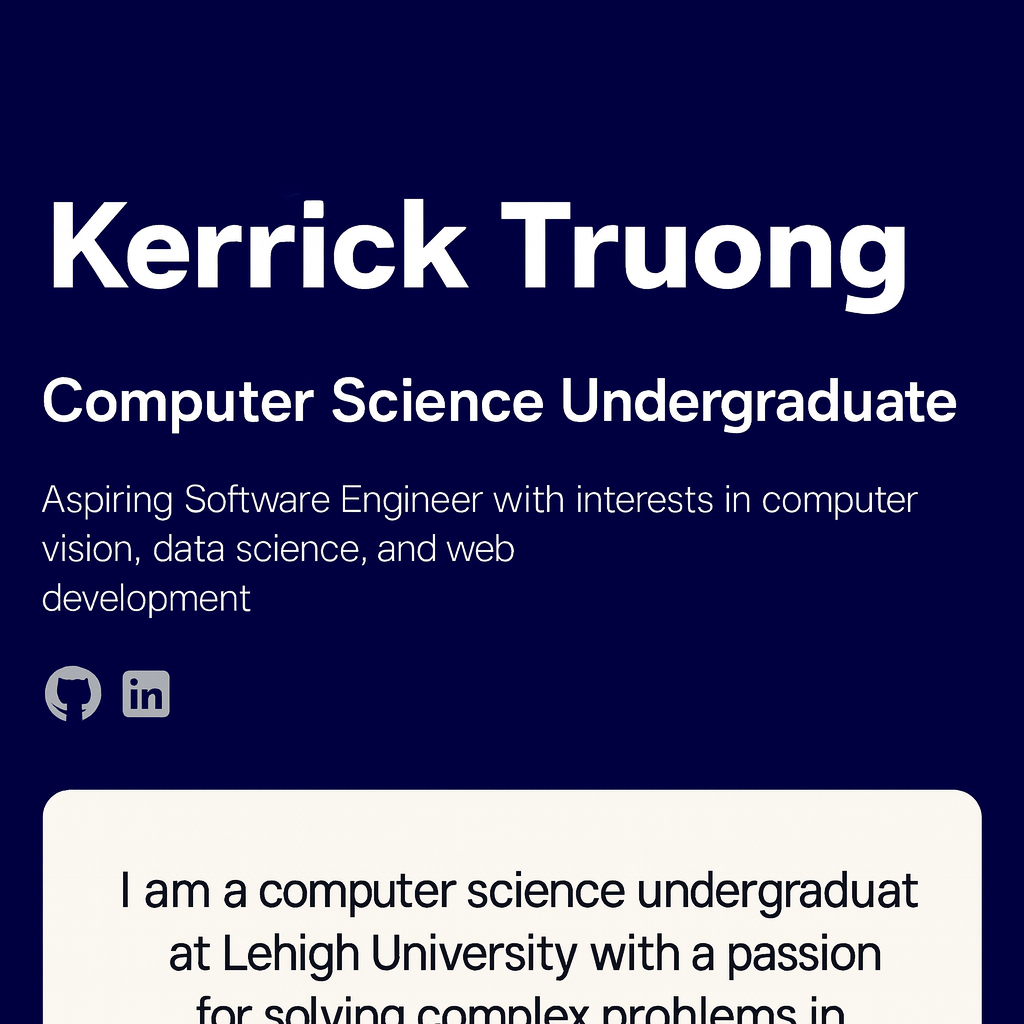 Kerrick Truong
Computer Science Undergraduate
Aspiring Software Engineer with interests in computer
vision, data science, and web
development
in
I am a computer science undergraduat
at Lehigh University with a passion
for solving complex problems in